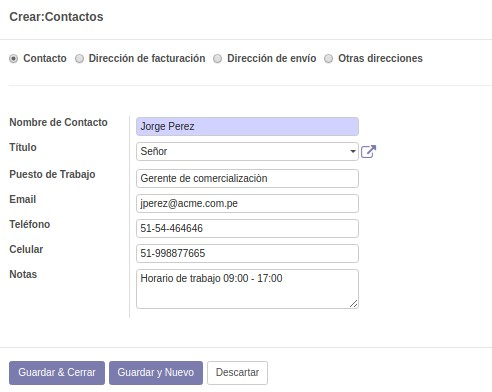 Crear:Contactos
Contacto Dirección de facturación Dirección de envío Otras direcciones
Nombre de Contacto Jorge Perez
Título Señor
Puesto de Trabajo Gerente de comercializaciòn
Email jperez@acme.com.pe
Teléfono 51-54-464646
Celular 51-998877665
Notas Horario de trabajo 09:00 - 17:00
Guardar & Cerrar Guardar y Nuevo Descartar